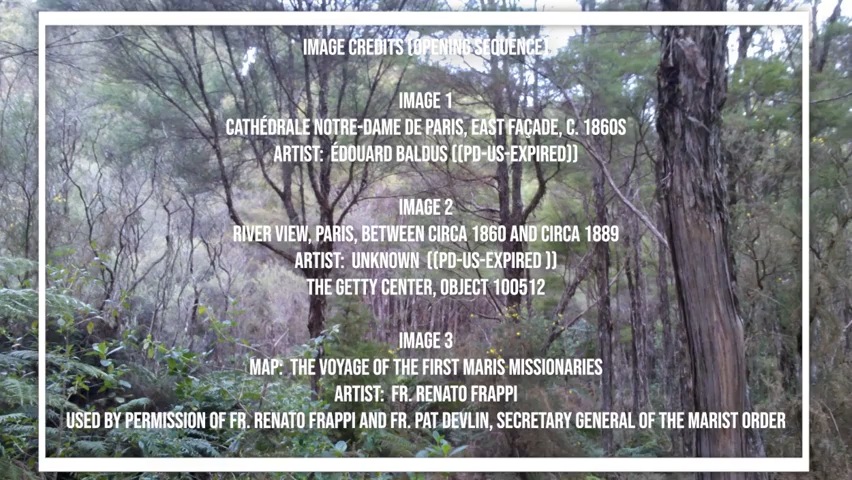 IMAGE CREDITS (OPENING SEQUENCE)
IMAGE 1
CATHÉDRALE NOTRE-DAME DE PARIS, EAST FAÇADE, C. 1860S
ARTIST: ÉDOUARD BALDUS ((PD-US-EXPIRED))
IMAGE 2
RIVER VIEW, PARIS, BETWEEN CIRCA 1860 AND CIRCA 1889
ARTIST: UNKNOWN ((PD-US-EXPIRED ))
THE GETTY CENTER, OBJECT 100512
IMAGE 3
MAP: THE VOYAGE OF THE FIRST MARIS MISSIONARIES
ARTIST: FR. RENATO FRAPPI
USED BY PERMISSION OF FR. RENATO FRAPPI AND FR. PAT DEVLIN, SECRETARY GENERAL OF THE MARIST ORDER